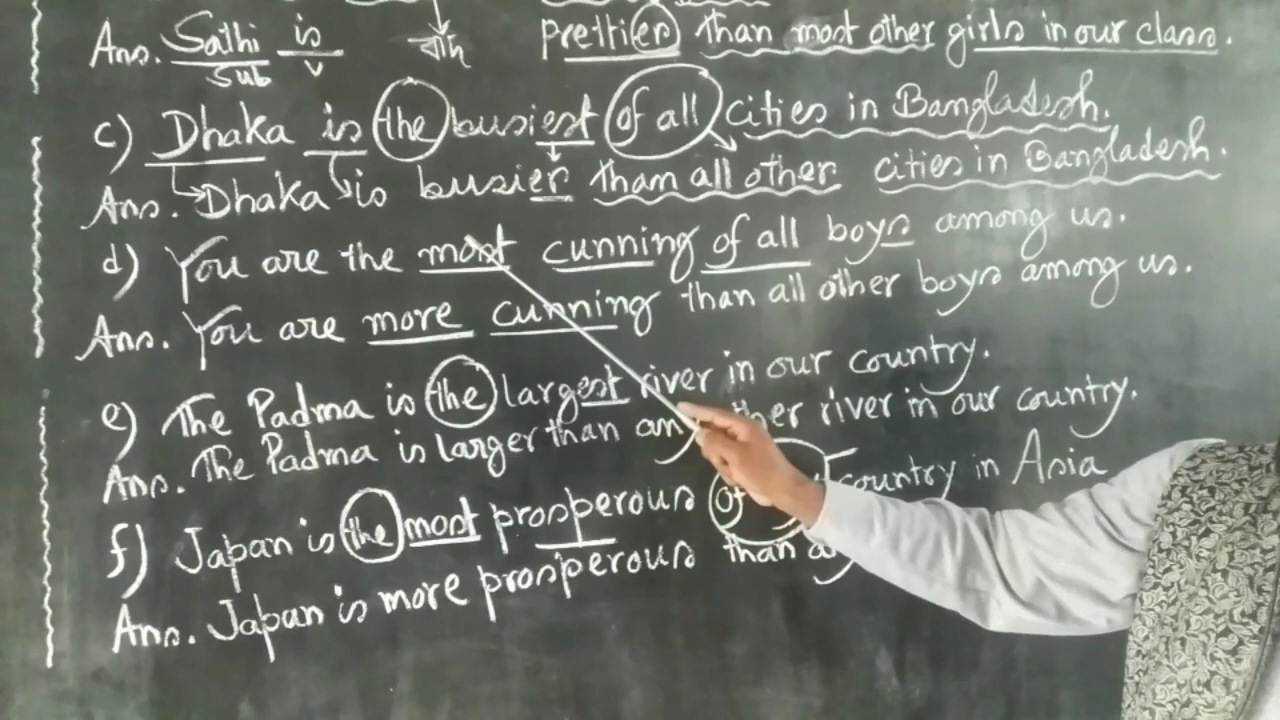 Ans. Sathi is prettier than most other girls in our class.
Sub v
c) Dhaka is the busiest of all cities in Bangladesh.
Ans. Dhaka is busier than all other cities in Bangladesh.
d) You are the most cunning of all boys among us.
Ans. You are more cunning than all other boys among us.
e) The Padma is the largest river in our country.
Ans. The Padma is larger than river in our country.
f) Japan is the most prosperous of country in Asia
Ans. Japan is more prosperous than